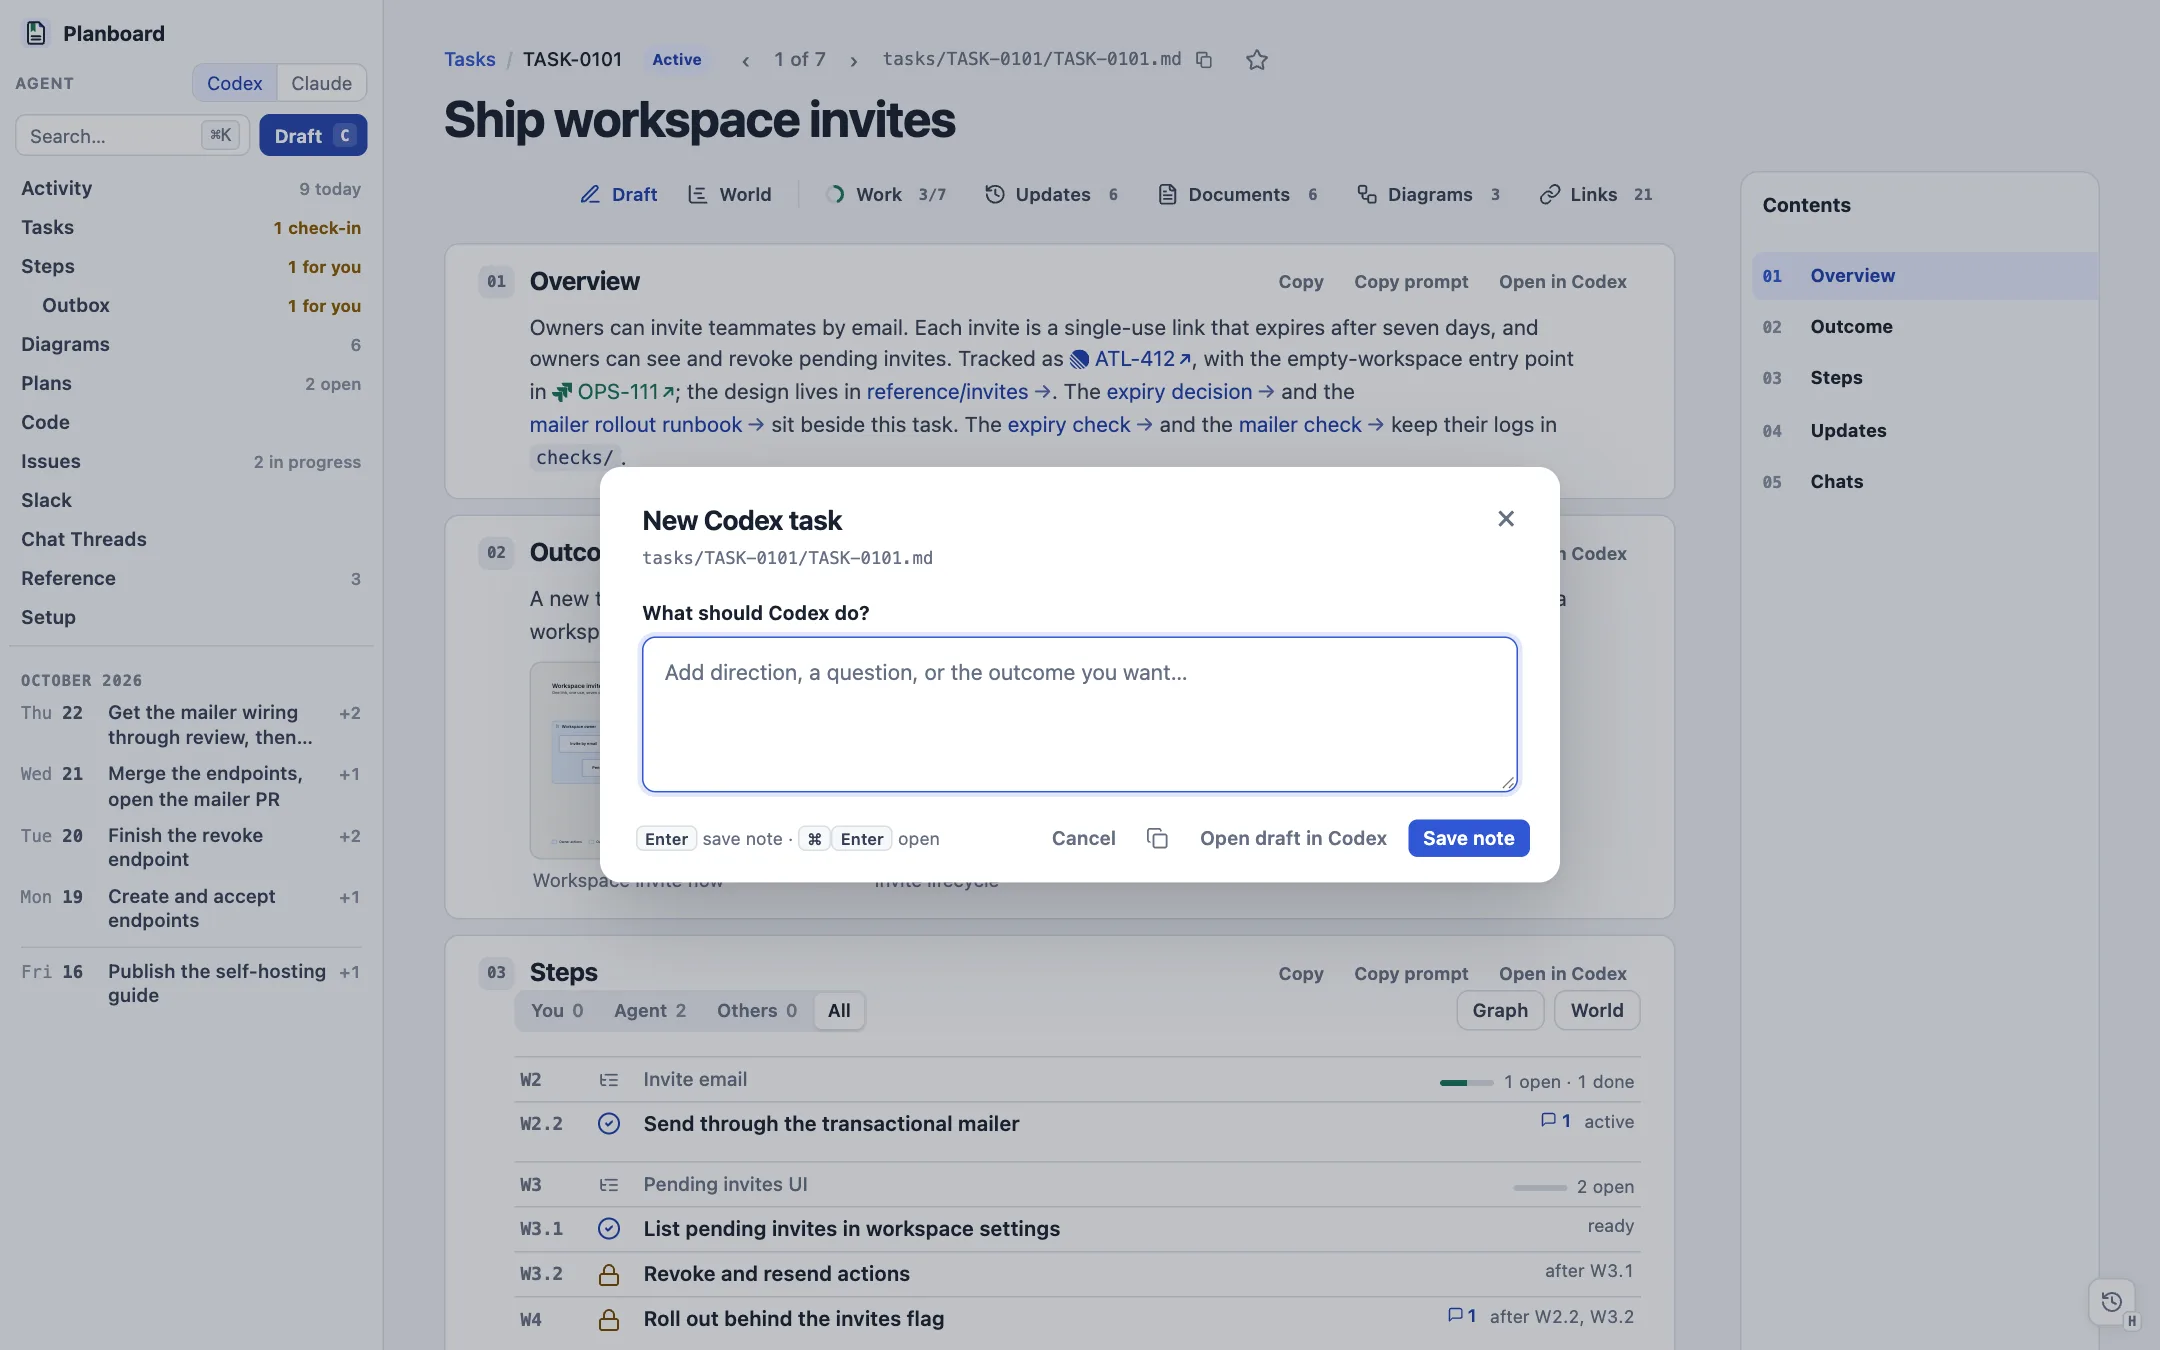 Planboard
AGENT
Codex
Claude
Search...
⌘K
Draft C
Activity 9 today
Tasks 1 check-in
Steps 1 for you
Outbox 1 for you
Diagrams 6
Plans 2 open
Code
Issues 2 in progress
Slack
Chat Threads
Reference 3
Setup
OCTOBER 2026
Thu 22 Get the mailer wiring +2
through review, then...
Wed 21 Merge the endpoints, +1
open the mailer PR
Tue 20 Finish the revoke +2
endpoint
Mon 19 Create and accept +1
endpoints
Fri 16 Publish the self-hosting +1
guide
Tasks / TASK-0101 Active ‹ 1 of 7 › tasks/TASK-0101/TASK-0101.md
Ship workspace invites
Draft World Work 3/7 Updates 6 Documents 6 Diagrams 3 Links 21
01 Overview Copy Copy prompt Open in Codex
Owners can invite teammates by email. Each invite is a single-use link that expires after seven days, and
owners can see and revoke pending invites. Tracked as ATL-412↗, with the empty-workspace entry point
in OPS-111↗; the design lives in reference/invites →. The expiry decision → and the
mailer rollout runbook → sit beside this task. The expiry check → and the mailer check → keep their logs in
checks/ .
02 Outco
Codex
A new
worksp
Workspace invite flow
Invite lifecycle
New Codex task
tasks/TASK-0101/TASK-0101.md
What should Codex do?
Add direction, a question, or the outcome you want...
Enter save note · ⌘ Enter open
Cancel
Open draft in Codex
Save note
03 Steps Copy Copy prompt Open in Codex
You 0 Agent 2 Others 0 All
Graph World
W2 Invite email 1 open · 1 done
W2.2 Send through the transactional mailer 1 active
W3 Pending invites UI 2 open
W3.1 List pending invites in workspace settings ready
W3.2 Revoke and resend actions after W3.1
W4 Roll out behind the invites flag 1 after W2.2, W3.2
Contents
01 Overview
02 Outcome
03 Steps
04 Updates
05 Chats
H